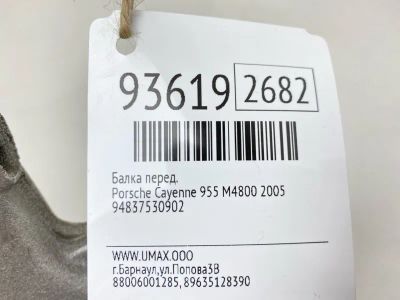 93619 2682
Балка перед.
Porsche Cayenne 955 M4800 2005
94837530902
WWW.UMAX.OOO
г.Барнаул,ул.Попова3В
88006001285, 89635128390